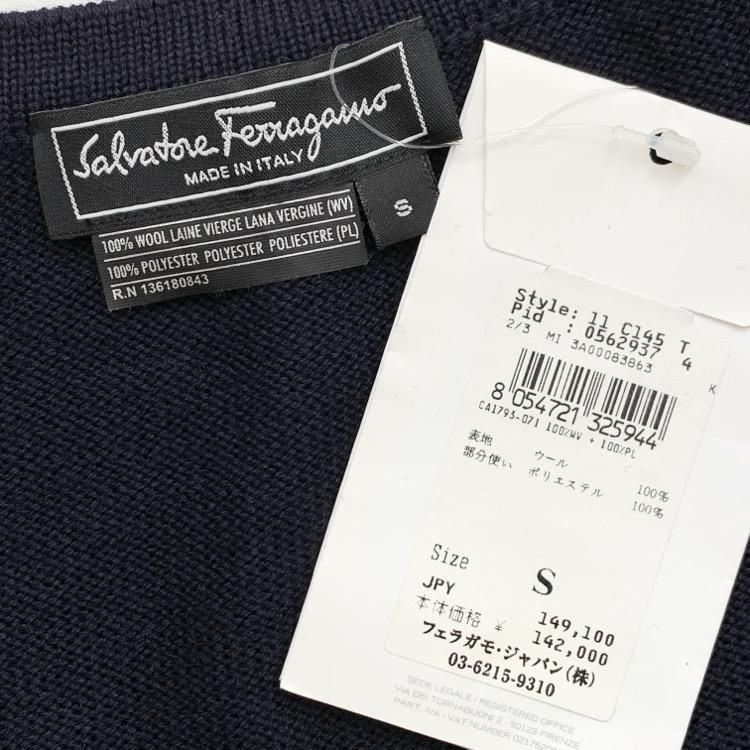 Salvatore Ferragamo
MADE IN ITALY
S
100% WOOL LAINE VIERGE LANA VERGINE (WV)
100% POLYESTER POLYESTER POLIESTERE (PL)
R.N 136180843
Style: 11 C145 T
Pid : 0562937 4
2/3 MI 3A00083863
K
8 054721 325944
CA1793-071 100%WV + 100%PL
表地 ウール 100%
部分使い ポリエステル 100%
Size S
JPY 149,100
本体価格 ¥ 142,000
フェラガモ・ジャパン(株)
03-6215-9310
SEDE LEGALE / REGISTERED OFFICE
VIA DEI TORNABUONI 2 - 50123 FIRENZE
PART. IVA / VAT NUMBER